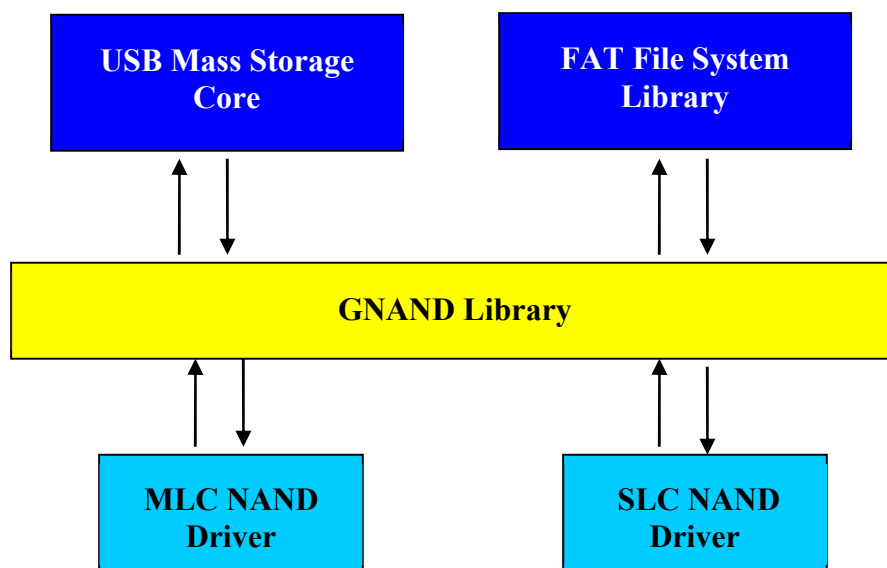 USB Mass Storage
Core
FAT File System
Library
GNAND Library
MLC NAND
Driver
SLC NAND
Driver